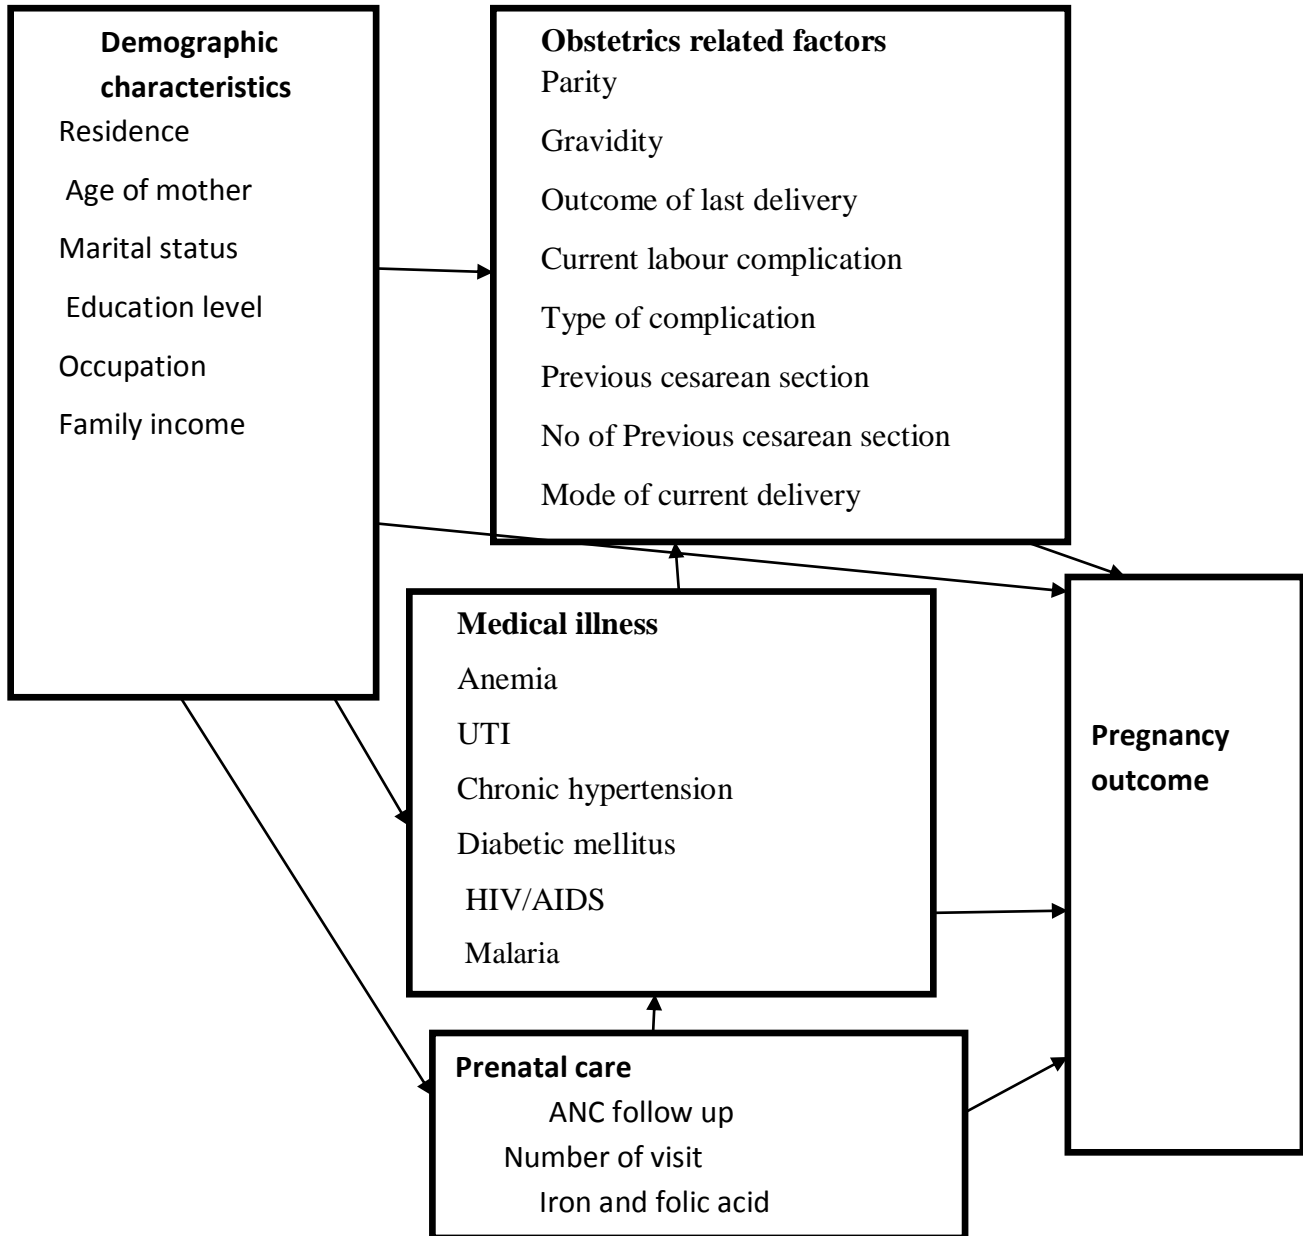 Demographic
characteristics
Residence
Age of mother
Marital status
Education level
Occupation
Family income
Obstetrics related factors
Parity
Gravidity
Outcome of last delivery
Current labour complication
Type of complication
Previous cesarean section
No of Previous cesarean section
Mode of current delivery
Medical illness
Anemia
UTI
Chronic hypertension
Diabetic mellitus
HIV/AIDS
Malaria
Prenatal care
ANC follow up
Number of visit
Iron and folic acid
Pregnancy
outcome